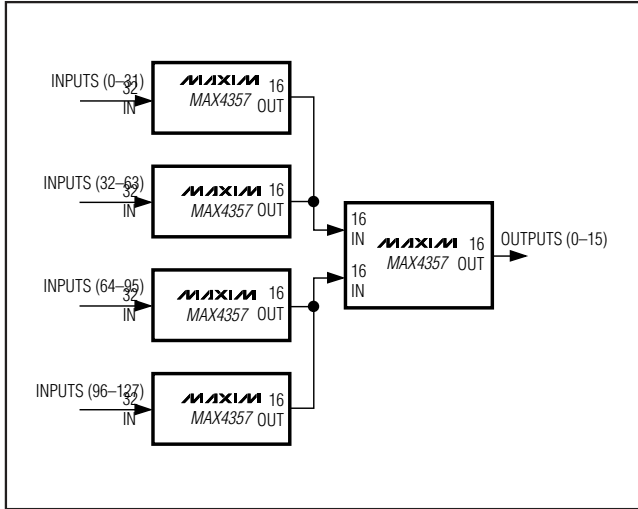 INPUTS (0–31)
32
IN
MAXIM
MAX4357
16
OUT
INPUTS (32–63)
32
IN
MAXIM
MAX4357
16
OUT
INPUTS (64–95)
32
IN
MAXIM
MAX4357
16
OUT
INPUTS (96–127)
32
IN
MAXIM
MAX4357
16
OUT
16
IN
16
IN
MAXIM
MAX4357
16
OUT
OUTPUTS (0–15)